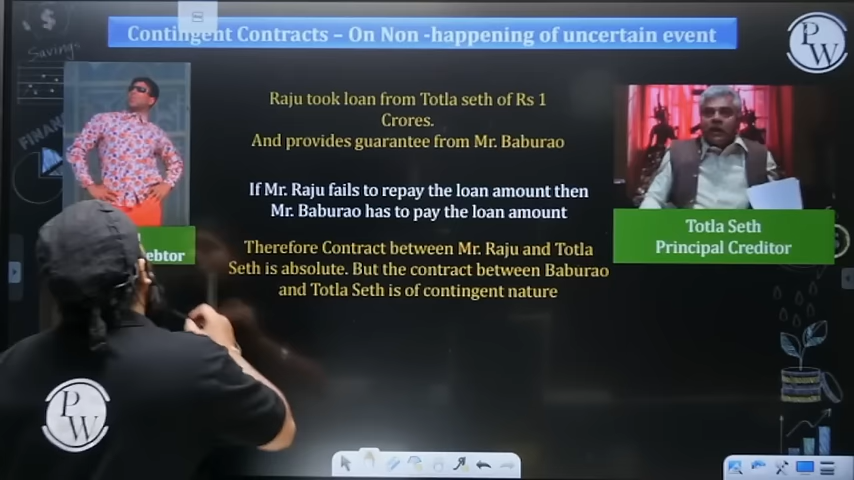 Contingent Contracts – On Non -happening of uncertain event
P
W
Savings
FINAN
Raju took loan from Totla seth of Rs 1
Crores.
And provides guarantee from Mr. Baburao
If Mr. Raju fails to repay the loan amount then
Mr. Baburao has to pay the loan amount
Therefore Contract between Mr. Raju and Totla
Seth is absolute. But the contract between Baburao
and Totla Seth is of contingent nature
ebtor
Totla Seth
Principal Creditor
P
W